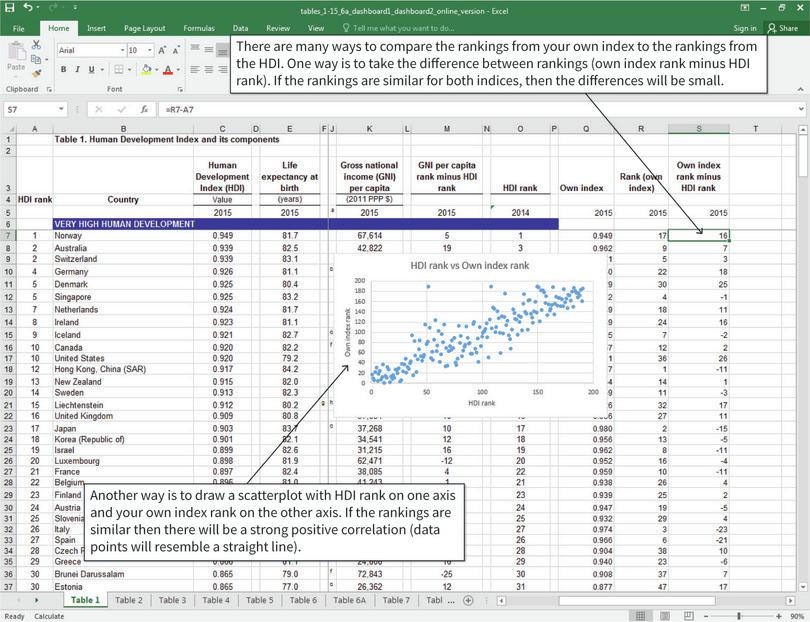 tables_1-15_6a_dashboard1_dashboard2_online_version - Excel
File Home Insert Page Layout Formulas Data Review View Tell me what you want to do... Sign in Share
Paste Arial 10
B I U
Clipboard Font
There are many ways to compare the rankings from your own index to the rankings from
the HDI. One way is to take the difference between rankings (own index rank minus HDI
rank). If the rankings are similar for both indices, then the differences will be small.
S7 fx =R7-A7
A B C D E F J K L M N O P Q R S T
1 Table 1. Human Development Index and its components
2
3 HDI rank Country Human Development Index (HDI) Life expectancy at birth Gross national income (GNI) per capita GNI per capita rank minus HDI rank HDI rank Own index Rank (own index) Own index rank minus HDI rank
4 Value (years) (2011 PPP $)
5 2015 2015 a 2015 2015 2014 2015 2015 2015
6 VERY HIGH HUMAN DEVELOPMENT
7 1 Norway 0.949 81.7 67,614 5 1 0.949 17 16
8 2 Australia 0.939 82.5 42,822 19 3 0.962 9 7
9 2 Switzerland 0.939 83.1 5 3
10 4 Germany 0.926 81.1 22 18
11 5 Denmark 0.925 80.4 30 25
12 5 Singapore 0.925 83.2 4 -1
13 7 Netherlands 0.924 81.7 18 11
14 8 Ireland 0.923 81.1 24 16
15 9 Iceland 0.921 82.7 7 -2
16 10 Canada 0.920 82.2 12 2
17 10 United States 0.920 79.2 36 26
18 12 Hong Kong, China (SAR) 0.917 84.2 1 -11
19 13 New Zealand 0.915 82.0 14 1
20 14 Sweden 0.913 82.3 11 -3
21 15 Liechtenstein 0.912 80.2 32 17
22 16 United Kingdom 0.909 80.8 27 11
23 17 Japan 0.903 83.7 37,268 10 17 0.980 2 -15
24 18 Korea (Republic of) 0.901 82.1 34,541 12 18 0.956 13 -5
25 19 Israel 0.899 82.6 31,215 16 19 0.962 8 -11
26 20 Luxembourg 0.898 81.9 62,471 -12 20 0.952 16 -4
27 21 France 0.897 82.4 38,085 4 22 0.959 10 -11
28 22 Belgium 21 0.938 26 4
29 23 Finland 0.939 25 2
30 24 Austria 0.947 19 -5
31 25 Slovenia 0.932 29 4
32 26 Italy 27 0.974 3 -23
33 27 Spain 26 0.966 6 -21
34 28 Czech 28 0.904 38 10
35 29 Greece 29 0.958 6
36 30 Brunei Darussalam 0.865 79.0 f 72,843 -25 30 0.908 37 7
37 30 Estonia 0.865 77.0 26,362 12 31 0.877 47 17
HDI rank vs Own index rank
Own index rank
200
180
160
140
120
100
80
60
40
20
0
0 50 100 150 200
HDI rank
Another way is to draw a scatterplot with HDI rank on one axis
and your own index rank on the other axis. If the rankings are
similar then there will be a strong positive correlation (data
points will resemble a straight line).
Table 1 Table 2 Table 3 Table 4 Table 5 Table 6 Table 6A Table 7 Tabl ...
Ready Calculate 90%